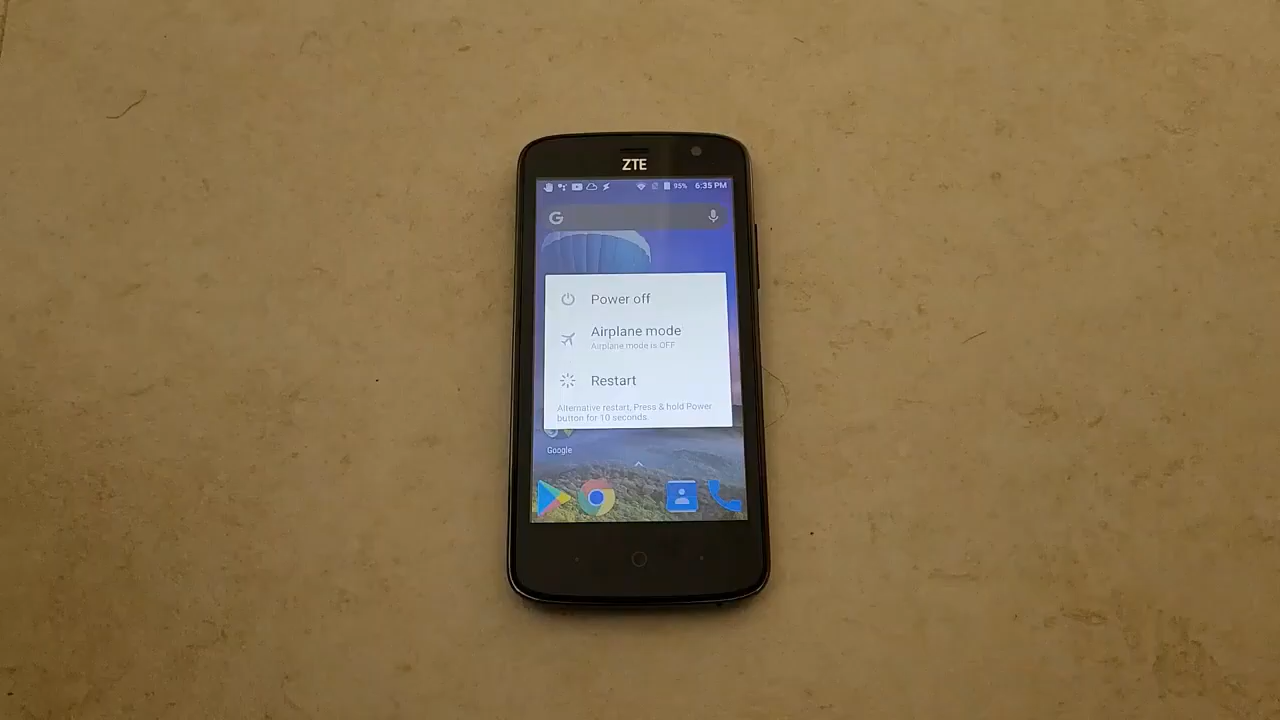 ZTE
95% 6:35 PM
G
Power off
Airplane mode
Airplane mode is OFF
Restart
Alternative restart, Press & hold Power
button for 10 seconds.
Google